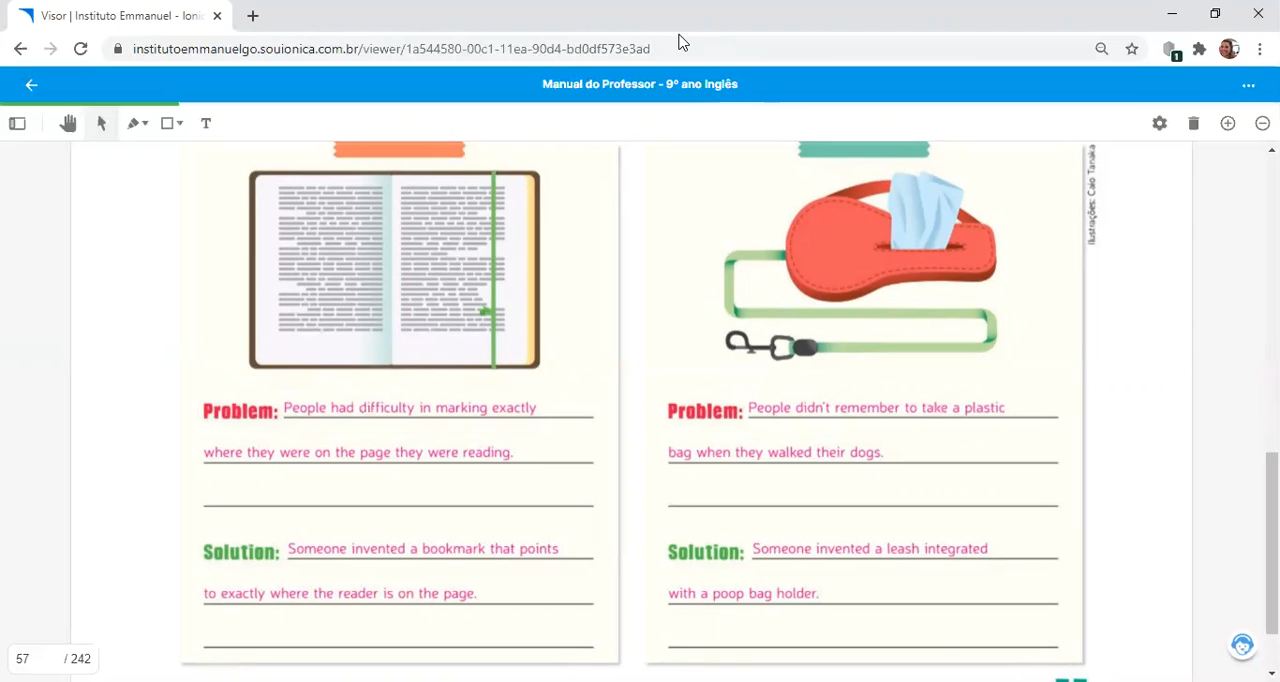 Visor | Instituto Emmanuel - Ionic
institutoemmanuelgo.souionica.com.br/viewer/1a544580-00c1-11ea-90d4-bd0df573e3ad
1
Manual do Professor - 9º ano Inglês
T
Ilustrações: Caio Tanaka
Problem: People had difficulty in marking exactly
where they were on the page they were reading.
Solution: Someone invented a bookmark that points
to exactly where the reader is on the page.
Problem: People didn't remember to take a plastic
bag when they walked their dogs.
Solution: Someone invented a leash integrated
with a poop bag holder.
57 / 242